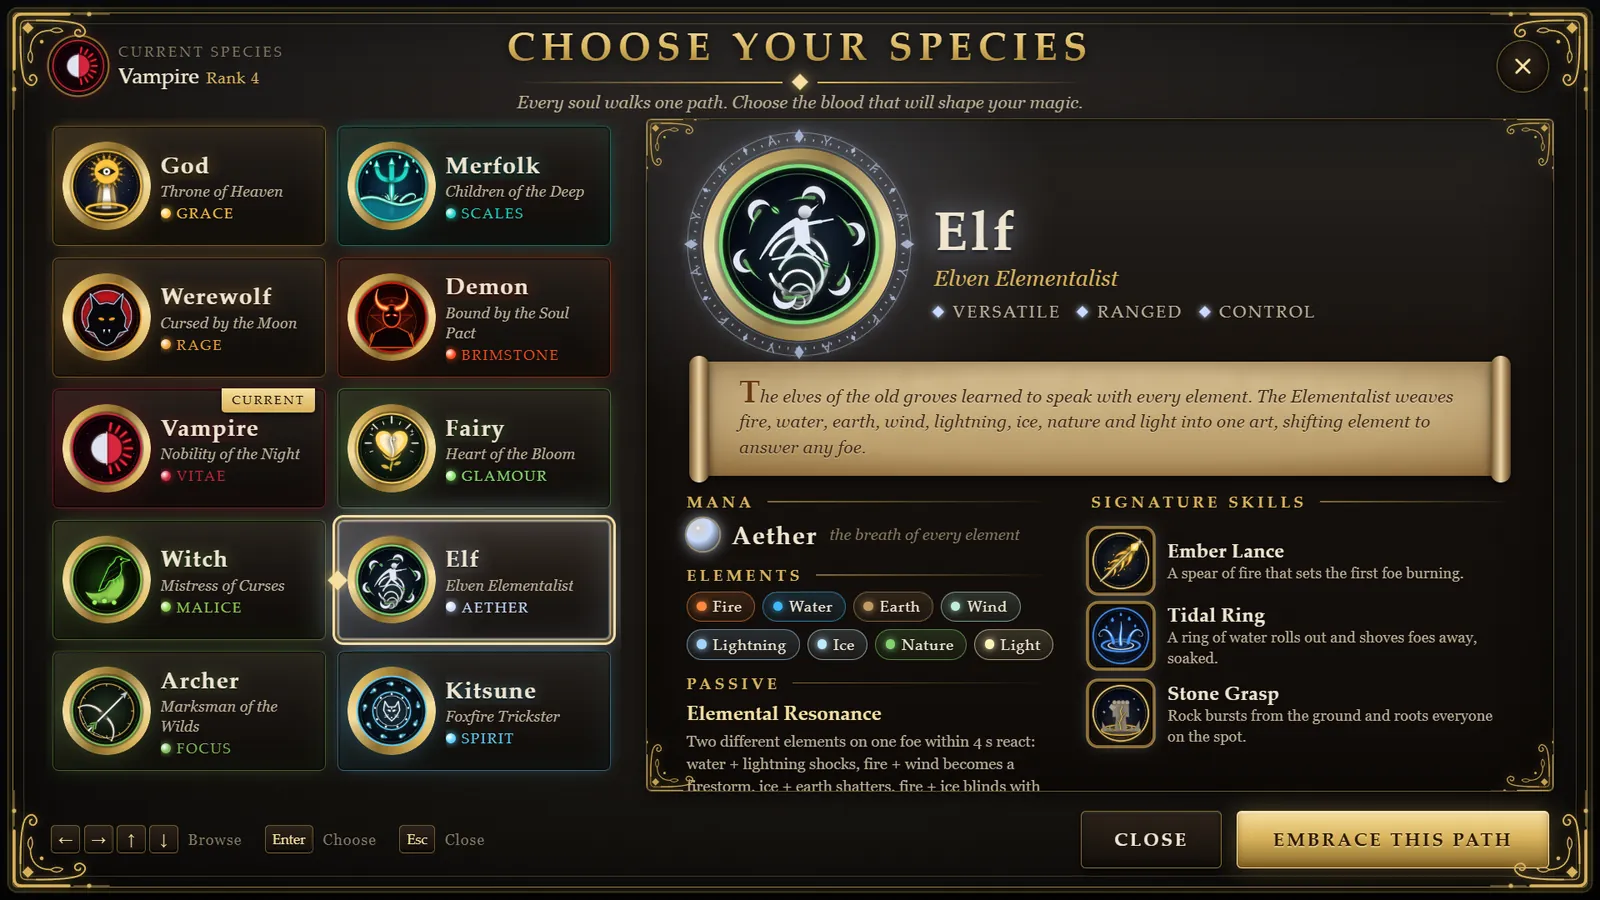 CURRENT SPECIES
Vampire Rank 4
CHOOSE YOUR SPECIES
Every soul walks one path. Choose the blood that will shape your magic.
God
Throne of Heaven
GRACE
Merfolk
Children of the Deep
SCALES
Werewolf
Cursed by the Moon
RAGE
Demon
Bound by the Soul
Pact
BRIMSTONE
CURRENT
Vampire
Nobility of the Night
VITAE
Fairy
Heart of the Bloom
GLAMOUR
Witch
Mistress of Curses
MALICE
Elf
Elven Elementalist
AETHER
Archer
Marksman of the
Wilds
FOCUS
Kitsune
Foxfire Trickster
SPIRIT
Elf
Elven Elementalist
VERSATILE RANGED CONTROL
The elves of the old groves learned to speak with every element. The Elementalist weaves
fire, water, earth, wind, lightning, ice, nature and light into one art, shifting element to
answer any foe.
MANA
Aether the breath of every element
ELEMENTS
Fire Water Earth Wind
Lightning Ice Nature Light
PASSIVE
Elemental Resonance
Two different elements on one foe within 4 s react:
water + lightning shocks, fire + wind becomes a
firestorm, ice + earth shatters, fire + ice blinds with
SIGNATURE SKILLS
Ember Lance
A spear of fire that sets the first foe burning.
Tidal Ring
A ring of water rolls out and shoves foes away,
soaked.
Stone Grasp
Rock bursts from the ground and roots everyone
on the spot.
← → ↑ ↓ Browse Enter Choose Esc Close
CLOSE
EMBRACE THIS PATH